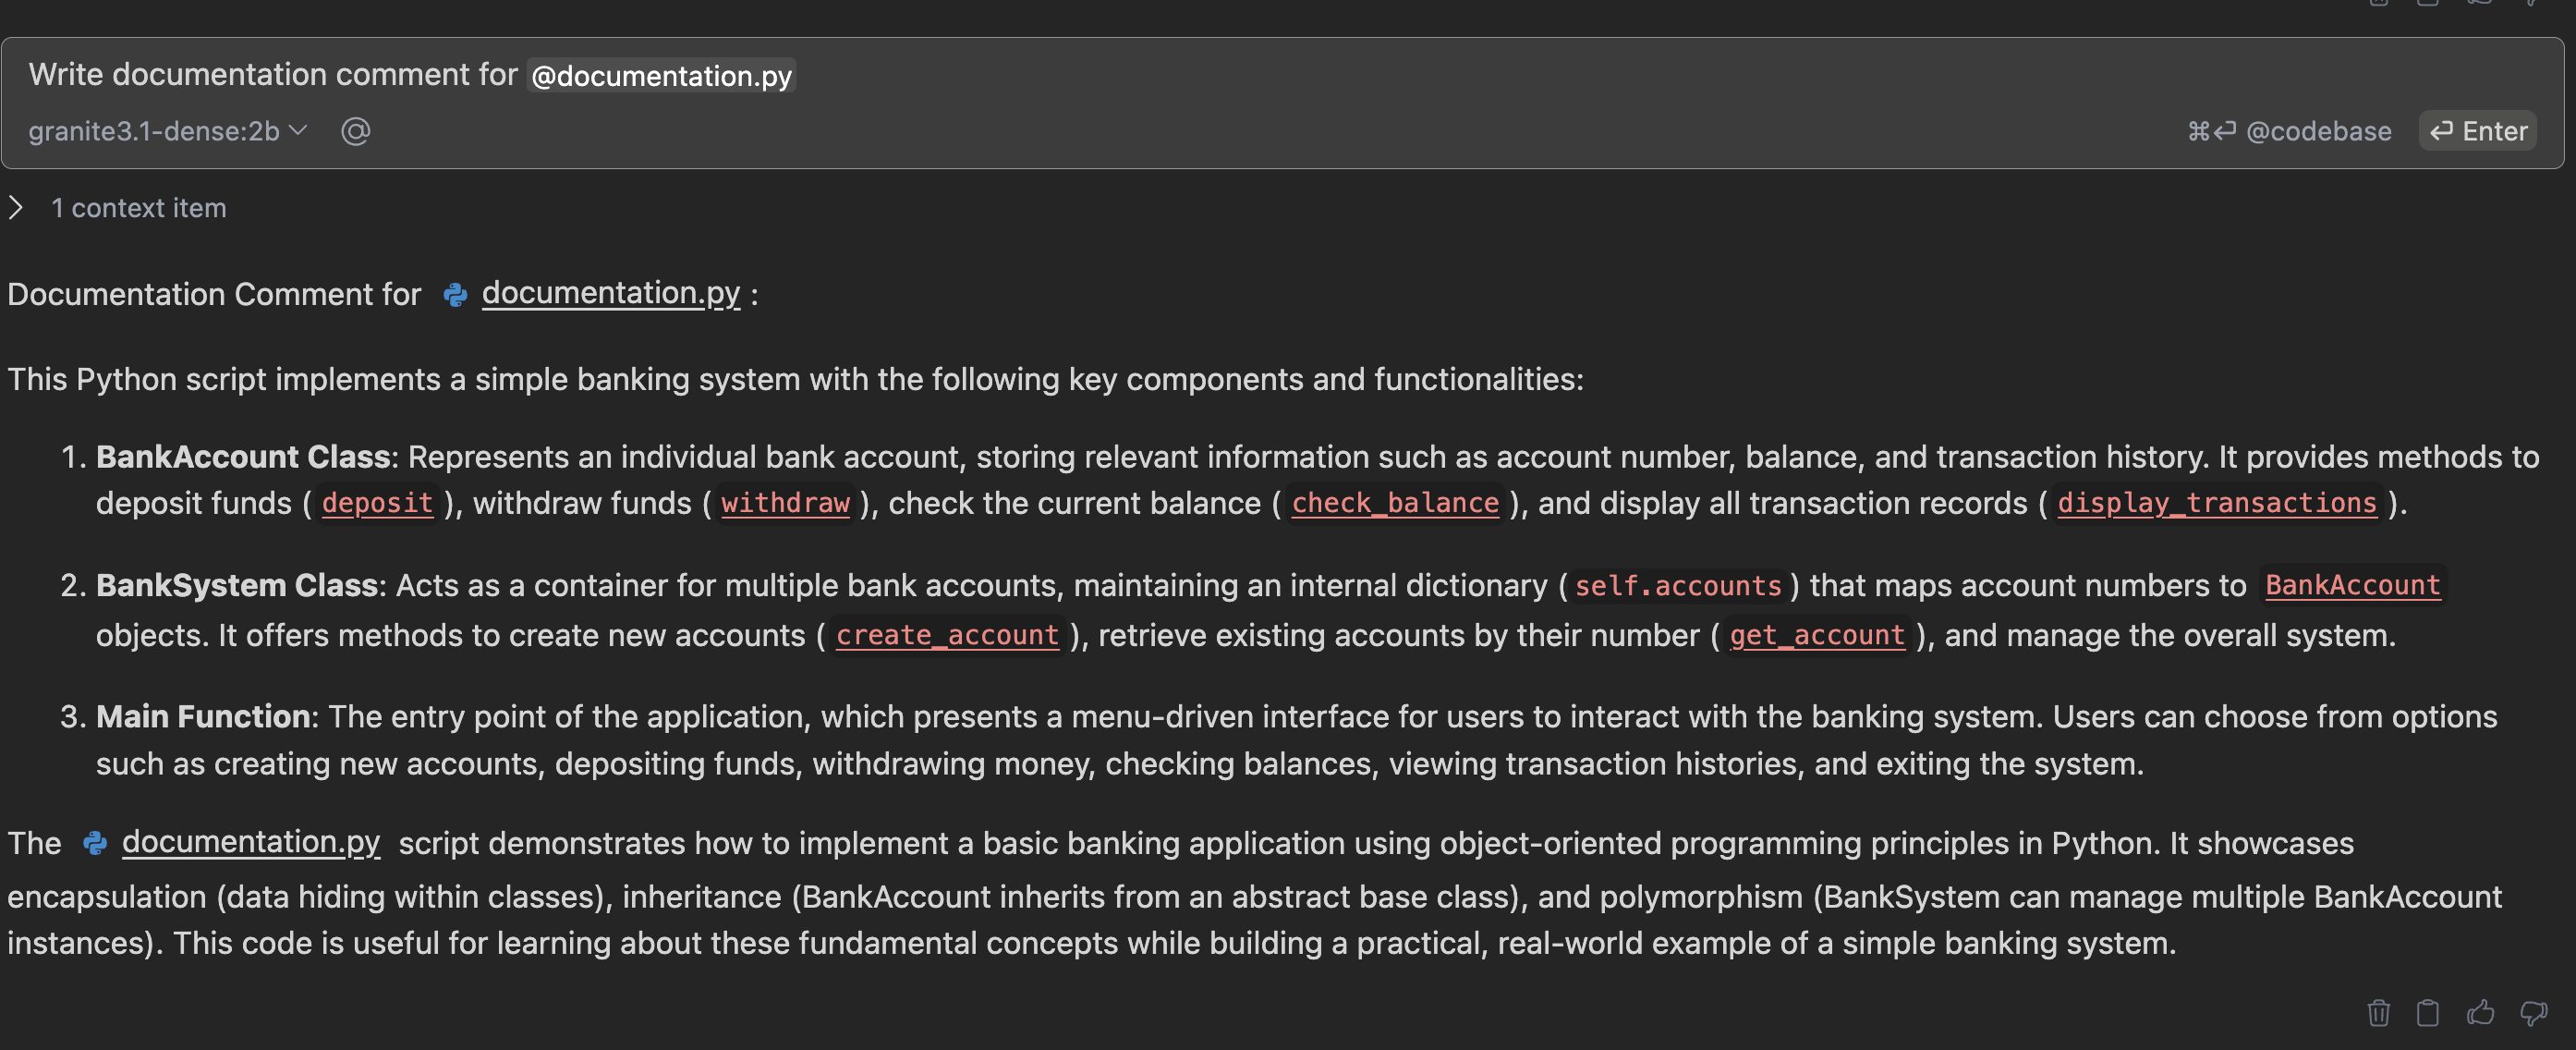 Write documentation comment for @documentation.py
granite3.1-dense:2b @ ⌘↩ @codebase ↩ Enter
1 context item
Documentation Comment for documentation.py :
This Python script implements a simple banking system with the following key components and functionalities:
1. BankAccount Class: Represents an individual bank account, storing relevant information such as account number, balance, and transaction history. It provides methods to
deposit funds ( deposit ), withdraw funds ( withdraw ), check the current balance ( check_balance ), and display all transaction records ( display_transactions ).
2. BankSystem Class: Acts as a container for multiple bank accounts, maintaining an internal dictionary ( self.accounts ) that maps account numbers to BankAccount
objects. It offers methods to create new accounts ( create_account ), retrieve existing accounts by their number ( get_account ), and manage the overall system.
3. Main Function: The entry point of the application, which presents a menu-driven interface for users to interact with the banking system. Users can choose from options
such as creating new accounts, depositing funds, withdrawing money, checking balances, viewing transaction histories, and exiting the system.
The documentation.py script demonstrates how to implement a basic banking application using object-oriented programming principles in Python. It showcases
encapsulation (data hiding within classes), inheritance (BankAccount inherits from an abstract base class), and polymorphism (BankSystem can manage multiple BankAccount
instances). This code is useful for learning about these fundamental concepts while building a practical, real-world example of a simple banking system.